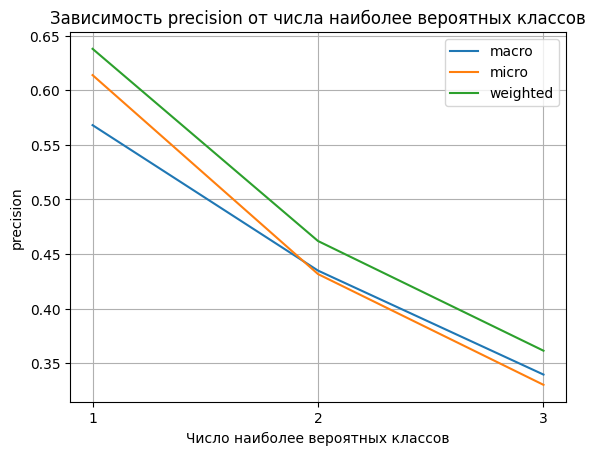 Зависимость precision от числа наиболее вероятных классов
0.65
0.60
0.55
0.50
0.45
0.40
0.35
precision
macro
micro
weighted
1
2
3
Число наиболее вероятных классов